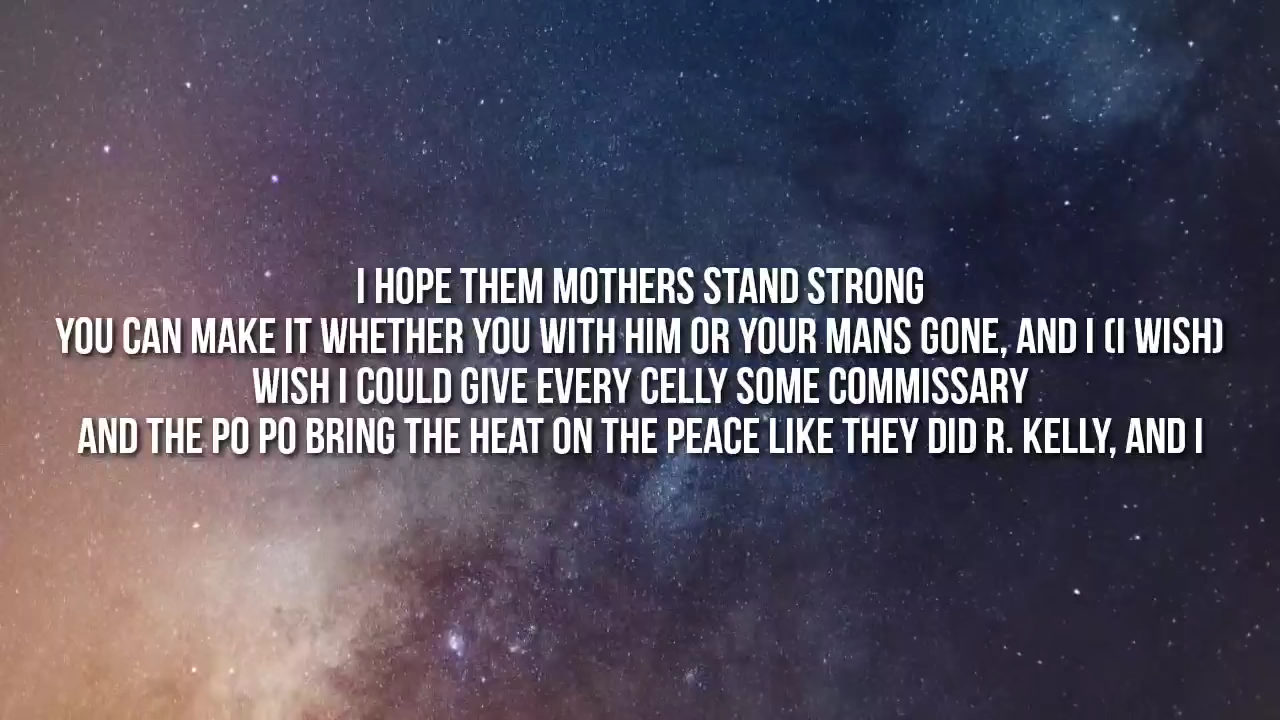 I HOPE THEM MOTHERS STAND STRONG
YOU CAN MAKE IT WHETHER YOU WITH HIM OR YOUR MANS GONE, AND I (I WISH)
WISH I COULD GIVE EVERY CELLY SOME COMMISSARY
AND THE PO PO BRING THE HEAT ON THE PEACE LIKE THEY DID R. KELLY, AND I